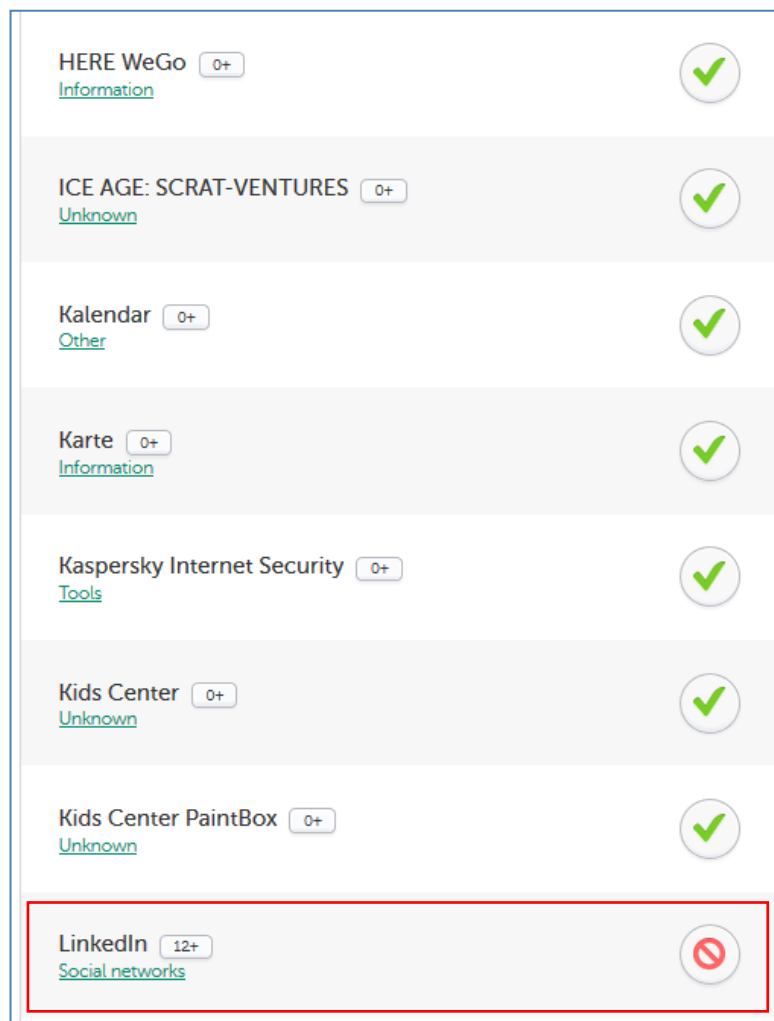 HERE WeGo 0+
Information
ICE AGE: SCRAT-VENTURES 0+
Unknown
Kalendar 0+
Other
Karte 0+
Information
Kaspersky Internet Security 0+
Tools
Kids Center 0+
Unknown
Kids Center PaintBox 0+
Unknown
LinkedIn 12+
Social networks